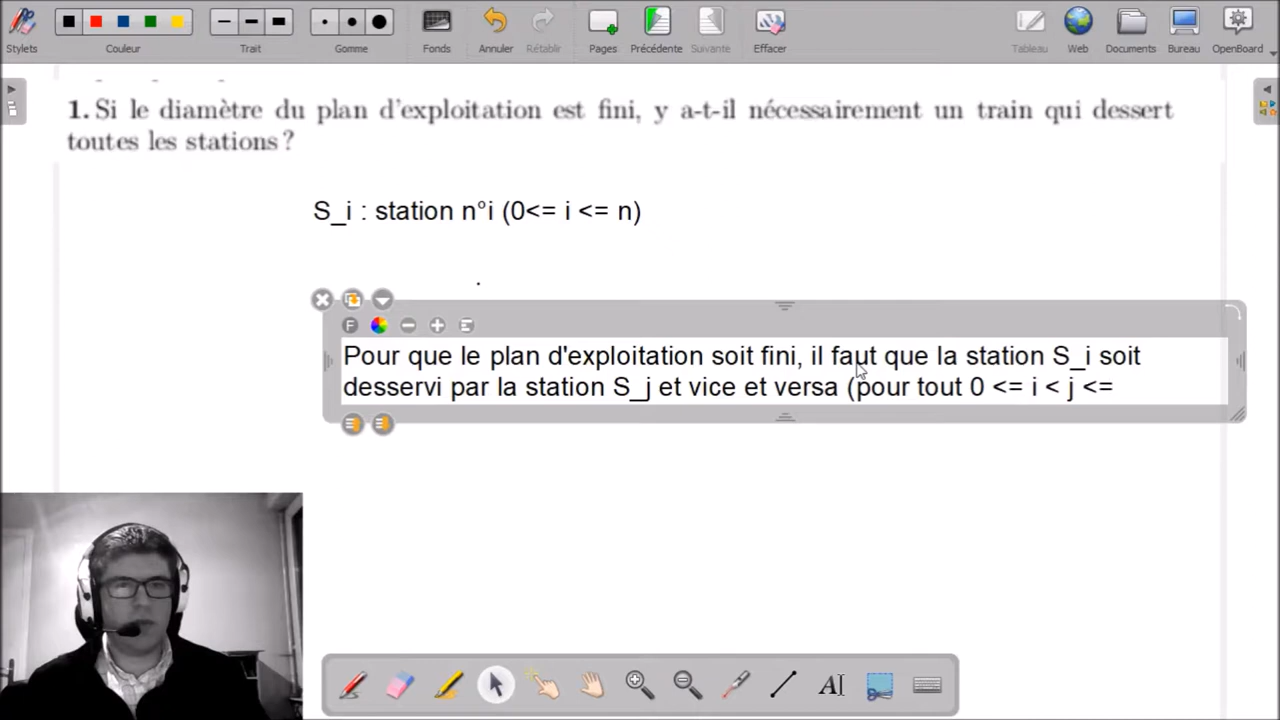 Stylets
Couleur
Trait
Gomme
Fonds
Annuler
Rétablir
Pages
Précédente
Suivante
Effacer
Tableau
Web
Documents
Bureau
OpenBoard
1. Si le diamètre du plan d'exploitation est fini, y a-t-il nécessairement un train qui dessert
toutes les stations ?
S_i : station n°i (0<= i <= n)
F
Pour que le plan d'exploitation soit fini, il faut que la station S_i soit
desservi par la station S_j et vice et versa (pour tout 0 <= i < j <=
AI